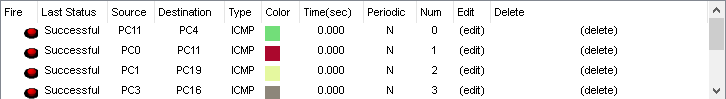 Fire Last Status Source Destination Type Color Time(sec) Periodic Num Edit Delete
Successful PC11 PC4 ICMP 0.000 N 0 (edit) (delete)
Successful PC0 PC11 ICMP 0.000 N 1 (edit) (delete)
Successful PC1 PC19 ICMP 0.000 N 2 (edit) (delete)
Successful PC3 PC16 ICMP 0.000 N 3 (edit) (delete)